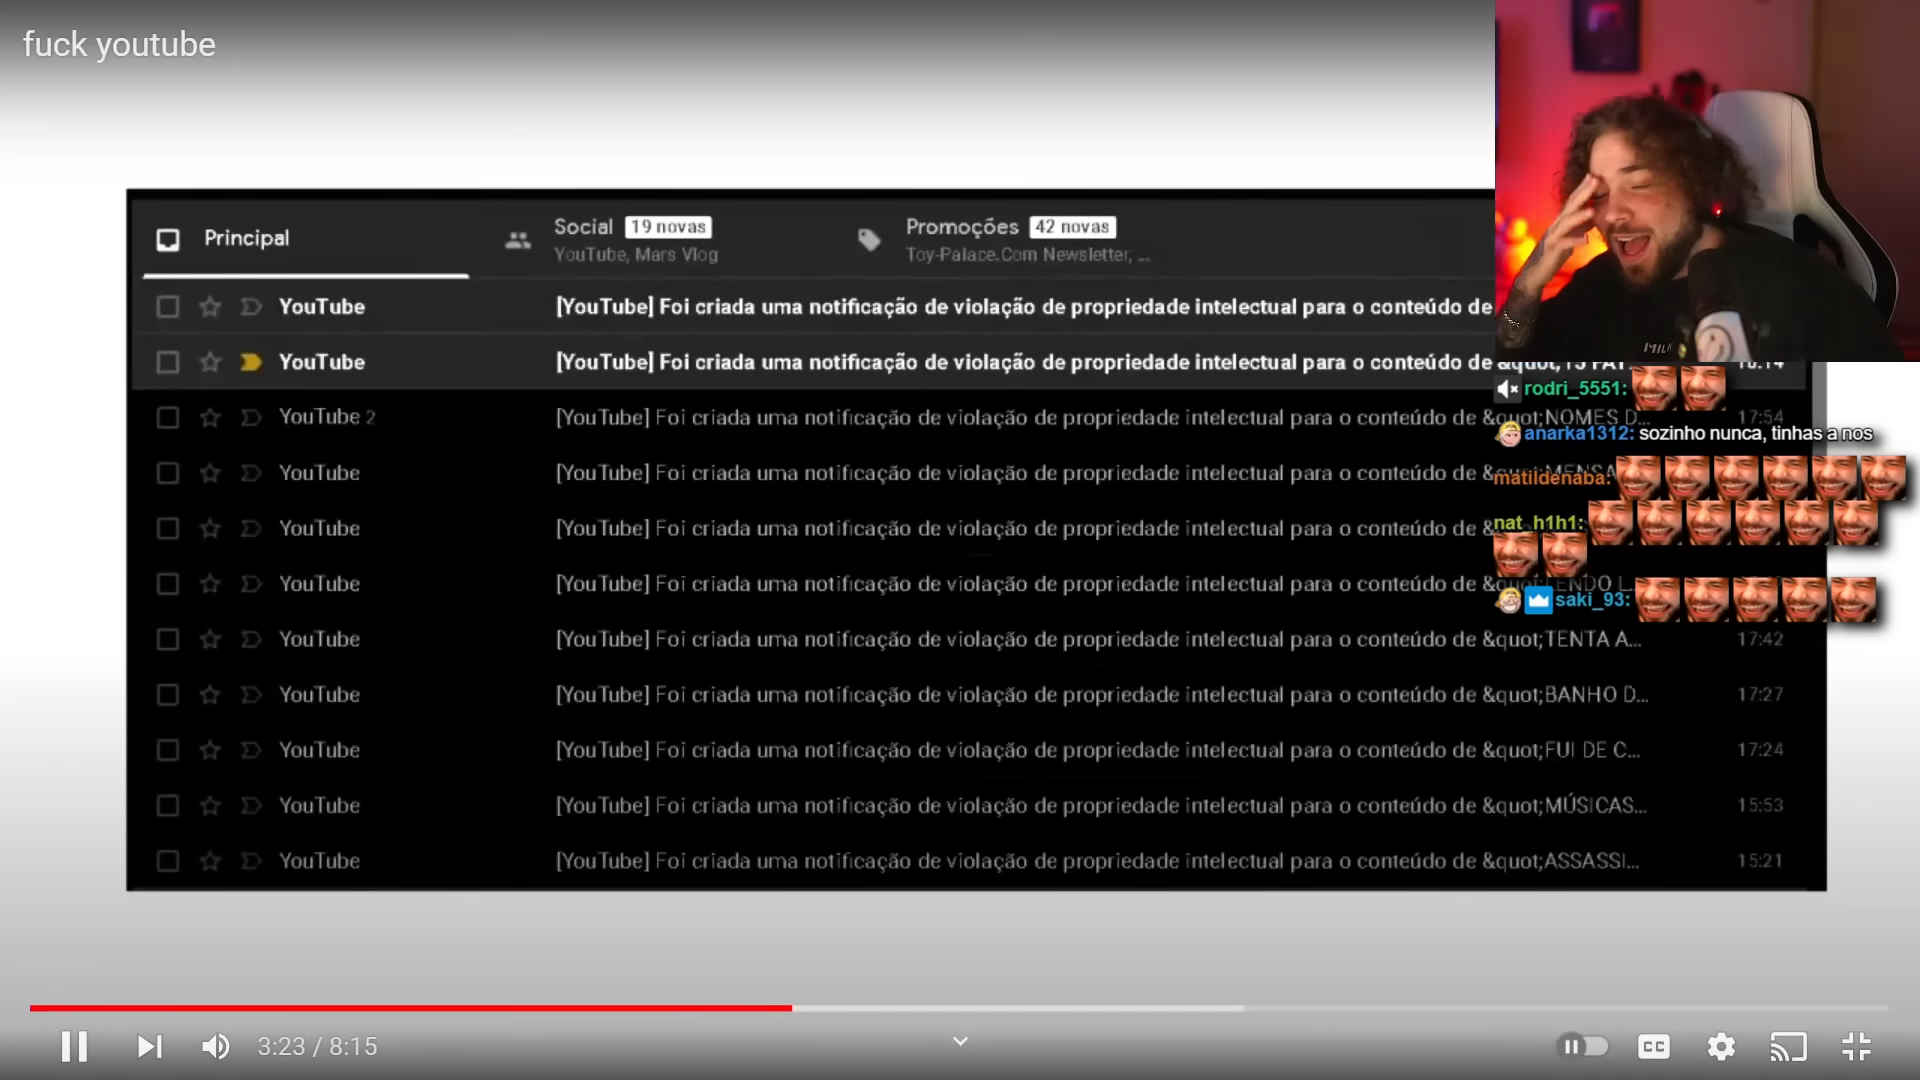 fuck youtube
Principal
Social 19 novas
YouTube, Mars Vlog
Promoções 42 novas
Toy-Palace.Com Newsletter, ...
YouTube [YouTube] Foi criada uma notificação de violação de propriedade intelectual para o conteúdo de
YouTube [YouTube] Foi criada uma notificação de violação de propriedade intelectual para o conteúdo de
rodri_5551:
YouTube 2 [YouTube] Foi criada uma notificação de violação de propriedade intelectual para o conteúdo de &quot;NOMES D... 17:54
anarka1312: sozinho nunca, tinhas a nos
YouTube [YouTube] Foi criada uma notificação de violação de propriedade intelectual para o conteúdo de
matildenaba:
YouTube [YouTube] Foi criada uma notificação de violação de propriedade intelectual para o conteúdo de
nat_h1h1:
YouTube [YouTube] Foi criada uma notificação de violação de propriedade intelectual para o conteúdo de
saki_93:
YouTube [YouTube] Foi criada uma notificação de violação de propriedade intelectual para o conteúdo de &quot;TENTA A... 17:42
YouTube [YouTube] Foi criada uma notificação de violação de propriedade intelectual para o conteúdo de &quot;BANHO D... 17:27
YouTube [YouTube] Foi criada uma notificação de violação de propriedade intelectual para o conteúdo de &quot;FUI DE C... 17:24
YouTube [YouTube] Foi criada uma notificação de violação de propriedade intelectual para o conteúdo de &quot;MÚSICAS... 15:53
YouTube [YouTube] Foi criada uma notificação de violação de propriedade intelectual para o conteúdo de &quot;ASSASSI... 15:21
3:23 / 8:15
CC